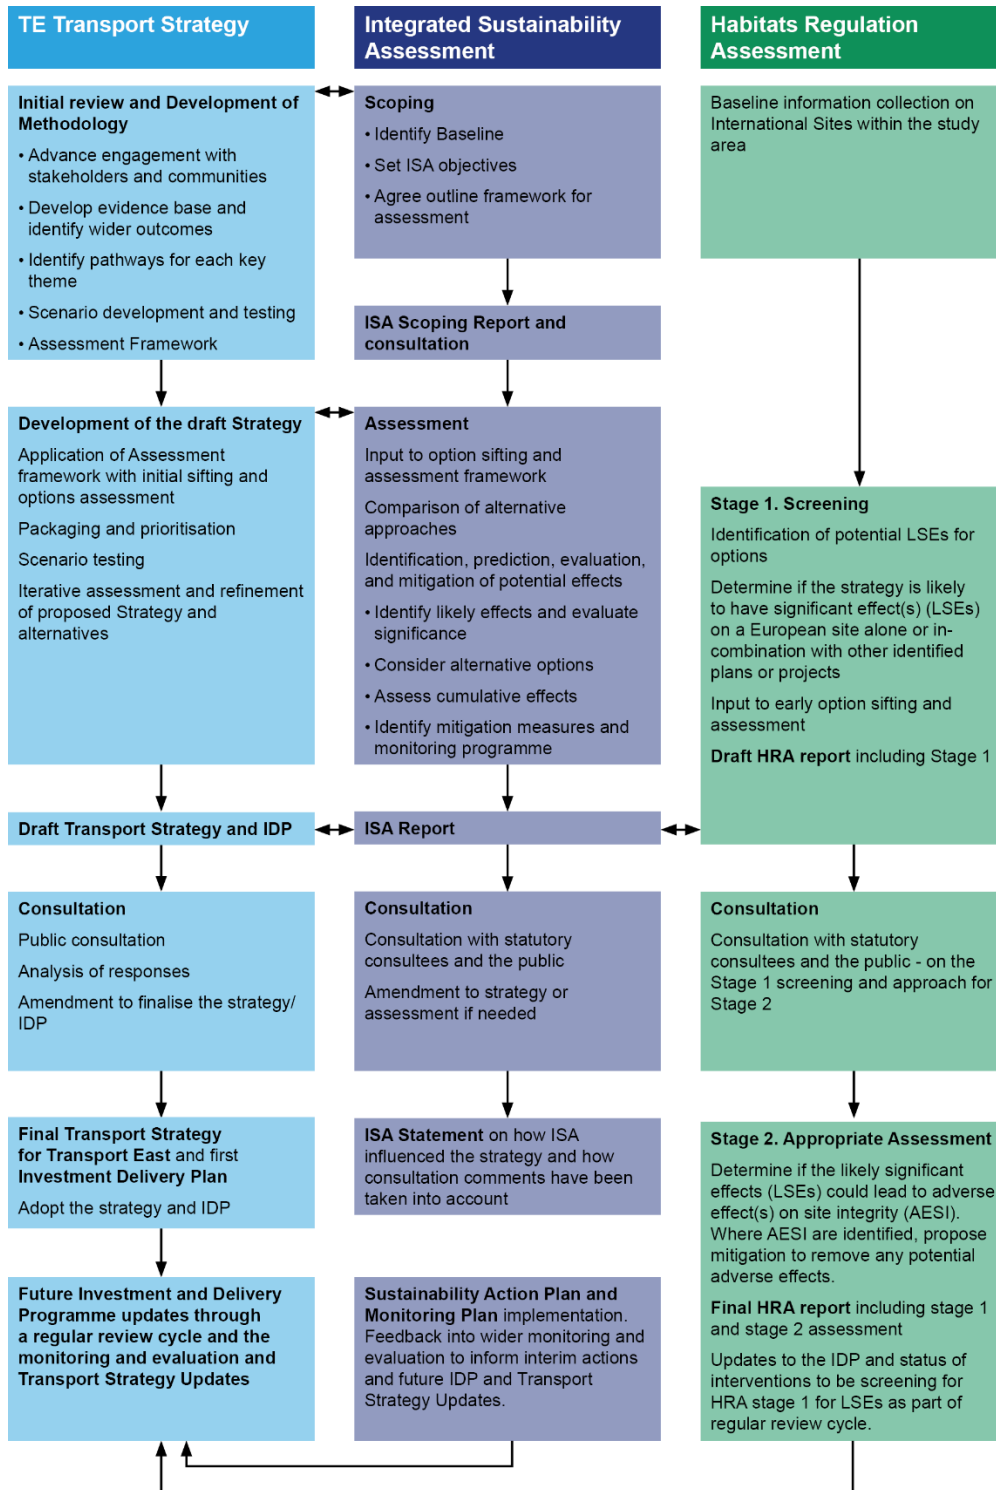 TE Transport Strategy
Initial review and Development of
Methodology
• Advance engagement with
stakeholders and communities
• Develop evidence base and
identify wider outcomes
• Identify pathways for each key
theme
• Scenario development and testing
• Assessment Framework
Development of the draft Strategy
Application of Assessment
framework with initial sifting and
options assessment
Packaging and prioritisation
Scenario testing
Iterative assessment and refinement
of proposed Strategy and
alternatives
Draft Transport Strategy and IDP
Consultation
Public consultation
Analysis of responses
Amendment to finalise the strategy/
IDP
Final Transport Strategy
for Transport East and first
Investment Delivery Plan
Adopt the strategy and IDP
Future Investment and Delivery
Programme updates through
a regular review cycle and the
monitoring and evaluation and
Transport Strategy Updates
Integrated Sustainability
Assessment
Scoping
• Identify Baseline
• Set ISA objectives
• Agree outline framework for
assessment
ISA Scoping Report and
consultation
Assessment
Input to option sifting and
assessment framework
Comparison of alternative
approaches
Identification, prediction, evaluation,
and mitigation of potential effects
• Identify likely effects and evaluate
significance
• Consider alternative options
• Assess cumulative effects
• Identify mitigation measures and
monitoring programme
ISA Report
Consultation
Consultation with statutory
consultees and the public
Amendment to strategy or
assessment if needed
ISA Statement on how ISA
influenced the strategy and how
consultation comments have been
taken into account
Sustainability Action Plan and
Monitoring Plan implementation.
Feedback into wider monitoring and
evaluation to inform interim actions
and future IDP and Transport
Strategy Updates.
Habitats Regulation
Assessment
Baseline information collection on
International Sites within the study
area
Stage 1. Screening
Identification of potential LSEs for
options
Determine if the strategy is likely
to have significant effect(s) (LSEs)
on a European site alone or in-
combination with other identified
plans or projects
Input to early option sifting and
assessment
Draft HRA report including Stage 1
Consultation
Consultation with statutory
consultees and the public - on the
Stage 1 screening and approach for
Stage 2
Stage 2. Appropriate Assessment
Determine if the likely significant
effects (LSEs) could lead to adverse
effect(s) on site integrity (AESI).
Where AESI are identified, propose
mitigation to remove any potential
adverse effects.
Final HRA report including stage 1
and stage 2 assessment
Updates to the IDP and status of
interventions to be screening for
HRA stage 1 for LSEs as part of
regular review cycle.